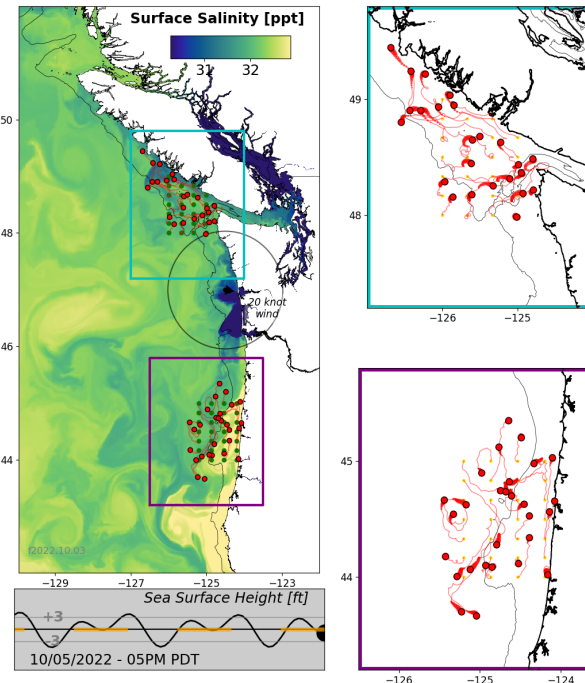 Surface Salinity [ppt]
31 32
50
48
46
44
20 knot
wind
f2022.10.03
−129 −127 −125 −123
Sea Surface Height [ft]
+3
-3
10/05/2022 - 05PM PDT
49
48
−126 −125
45
44
−126 −125 −124